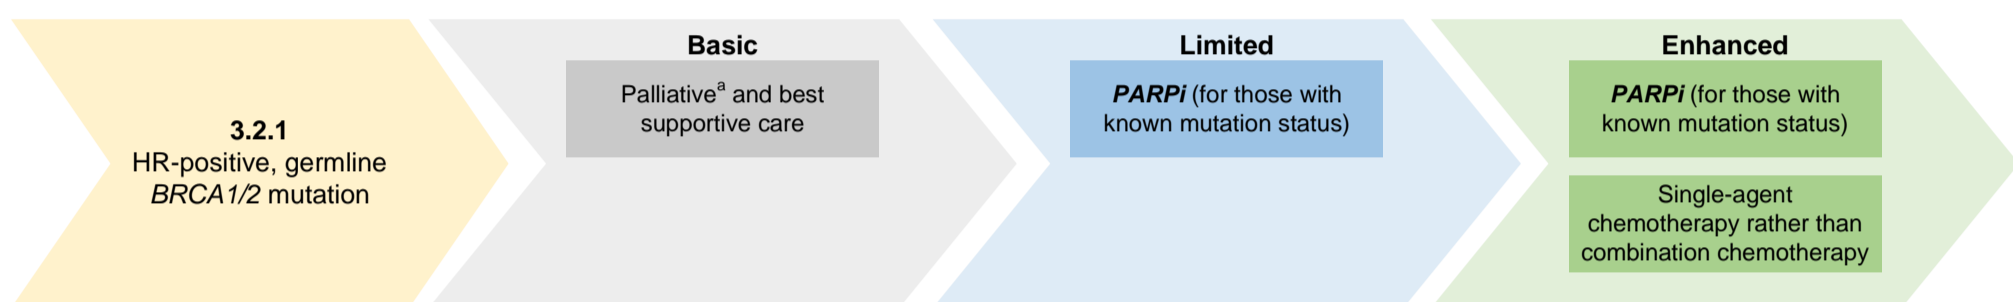 3.2.1
HR-positive, germline
BRCA1/2 mutation
Basic
Palliativeᵃ and best
supportive care
Limited
PARPi (for those with
known mutation status)
Enhanced
PARPi (for those with
known mutation status)
Single-agent
chemotherapy rather than
combination chemotherapy